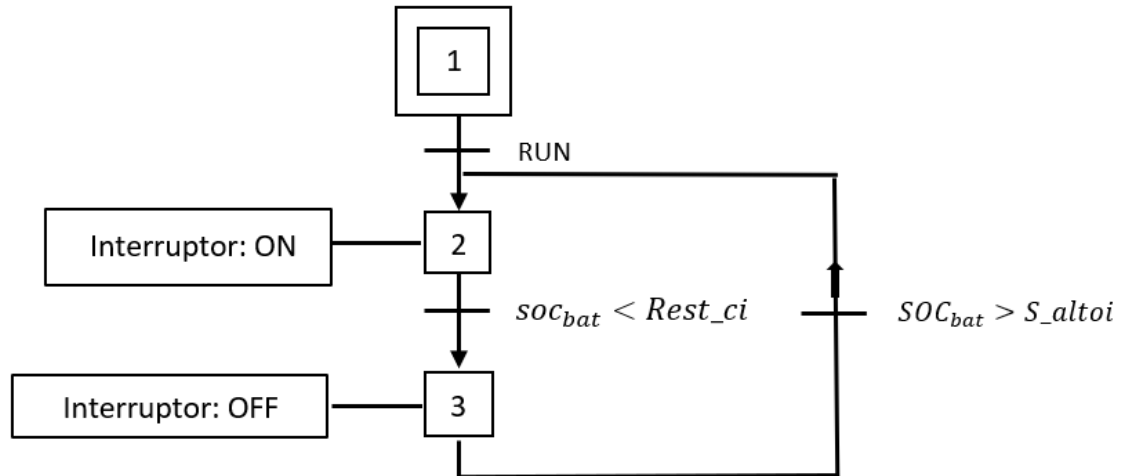 1
RUN
Interruptor: ON
2
soc_bat < Rest_ci
SOC_bat > S_altoi
Interruptor: OFF
3